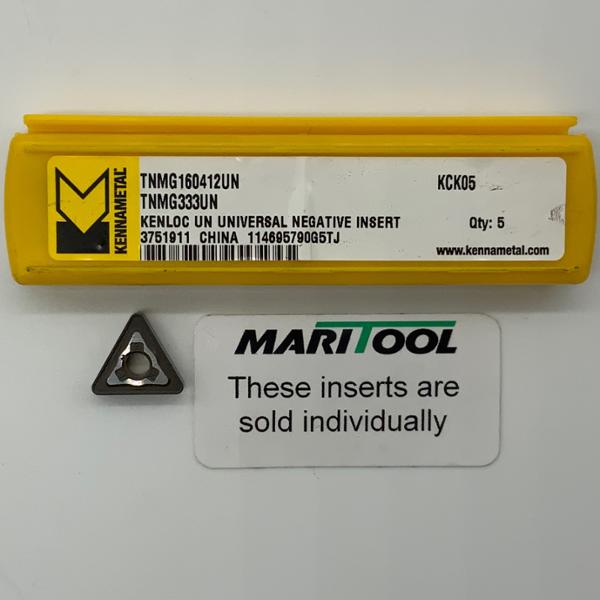 KENNAMETAL
TNMG160412UN
KCK05
TNMG333UN
KENLOC UN UNIVERSAL NEGATIVE INSERT
Qty: 5
3751911 CHINA 114695790G5TJ
www.kennametal.com
MARITOOL
These inserts are
sold individually